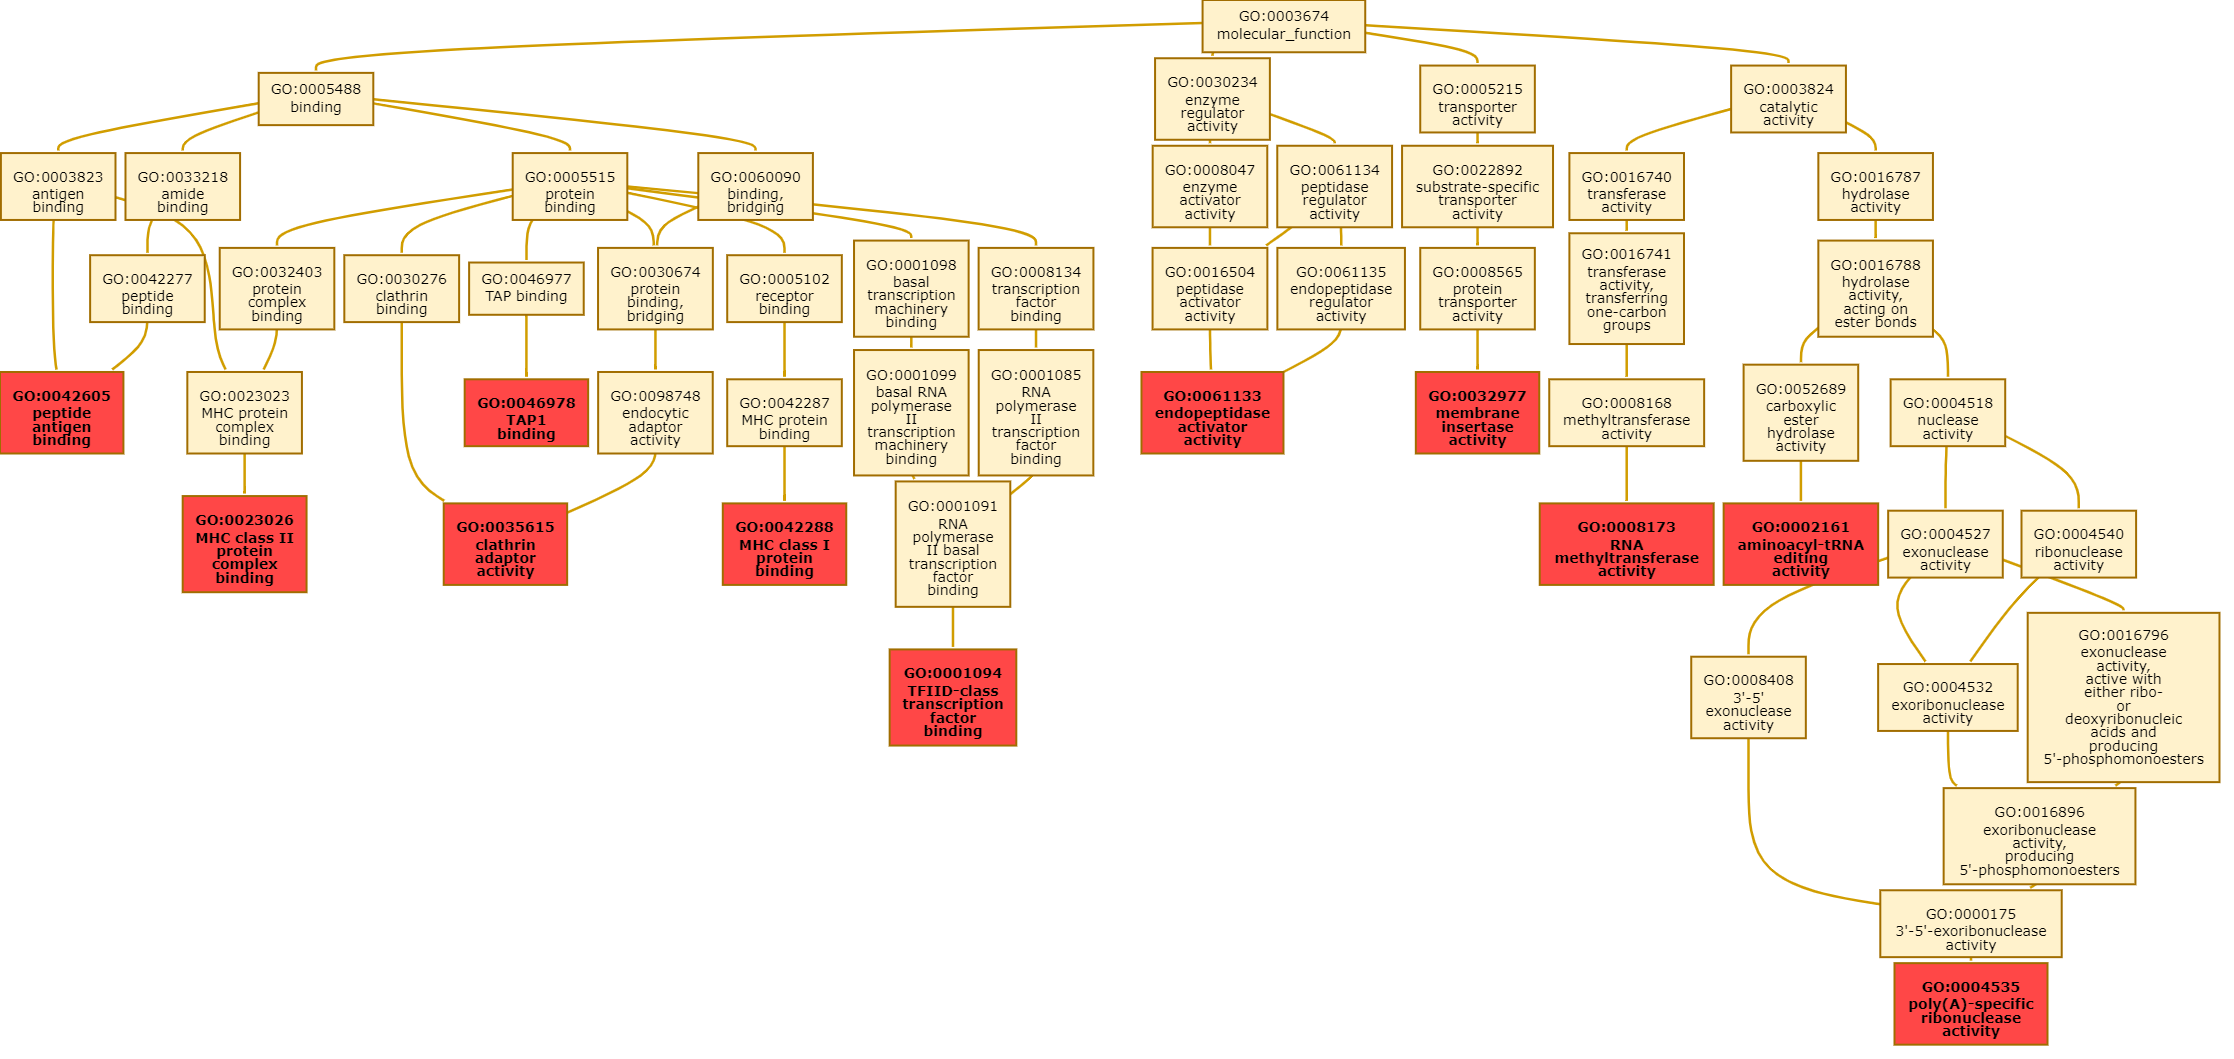 GO:0003674
molecular_function
GO:0005488
binding
GO:0030234
enzyme
regulator
activity
GO:0005215
transporter
activity
GO:0003824
catalytic
activity
GO:0003823
antigen
binding
GO:0033218
amide
binding
GO:0005515
protein
binding
GO:0060090
binding,
bridging
GO:0008047
enzyme
activator
activity
GO:0061134
peptidase
regulator
activity
GO:0022892
substrate-specific
transporter
activity
GO:0016740
transferase
activity
GO:0016787
hydrolase
activity
GO:0042277
peptide
binding
GO:0032403
protein
complex
binding
GO:0030276
clathrin
binding
GO:0046977
TAP binding
GO:0030674
protein
binding,
bridging
GO:0005102
receptor
binding
GO:0001098
basal
transcription
machinery
binding
GO:0008134
transcription
factor
binding
GO:0016504
peptidase
activator
activity
GO:0061135
endopeptidase
regulator
activity
GO:0008565
protein
transporter
activity
GO:0016741
transferase
activity,
transferring
one-carbon
groups
GO:0016788
hydrolase
activity,
acting on
ester bonds
GO:0042605
peptide
antigen
binding
GO:0023023
MHC protein
complex
binding
GO:0046978
TAP1
binding
GO:0098748
endocytic
adaptor
activity
GO:0042287
MHC protein
binding
GO:0001099
basal RNA
polymerase
II
transcription
machinery
binding
GO:0001085
RNA
polymerase
II
transcription
factor
binding
GO:0061133
endopeptidase
activator
activity
GO:0032977
membrane
insertase
activity
GO:0008168
methyltransferase
activity
GO:0052689
carboxylic
ester
hydrolase
activity
GO:0004518
nuclease
activity
GO:0023026
MHC class II
protein
complex
binding
GO:0035615
clathrin
adaptor
activity
GO:0042288
MHC class I
protein
binding
GO:0001091
RNA
polymerase
II basal
transcription
factor
binding
GO:0008173
RNA
methyltransferase
activity
GO:0002161
aminoacyl-tRNA
editing
activity
GO:0004527
exonuclease
activity
GO:0004540
ribonuclease
activity
GO:0001094
TFIID-class
transcription
factor
binding
GO:0008408
3'-5'
exonuclease
activity
GO:0004532
exoribonuclease
activity
GO:0016796
exonuclease
activity,
active with
either ribo-
or
deoxyribonucleic
acids and
producing
5'-phosphomonoesters
GO:0016896
exoribonuclease
activity,
producing
5'-phosphomonoesters
GO:0000175
3'-5'-exoribonuclease
activity
GO:0004535
poly(A)-specific
ribonuclease
activity